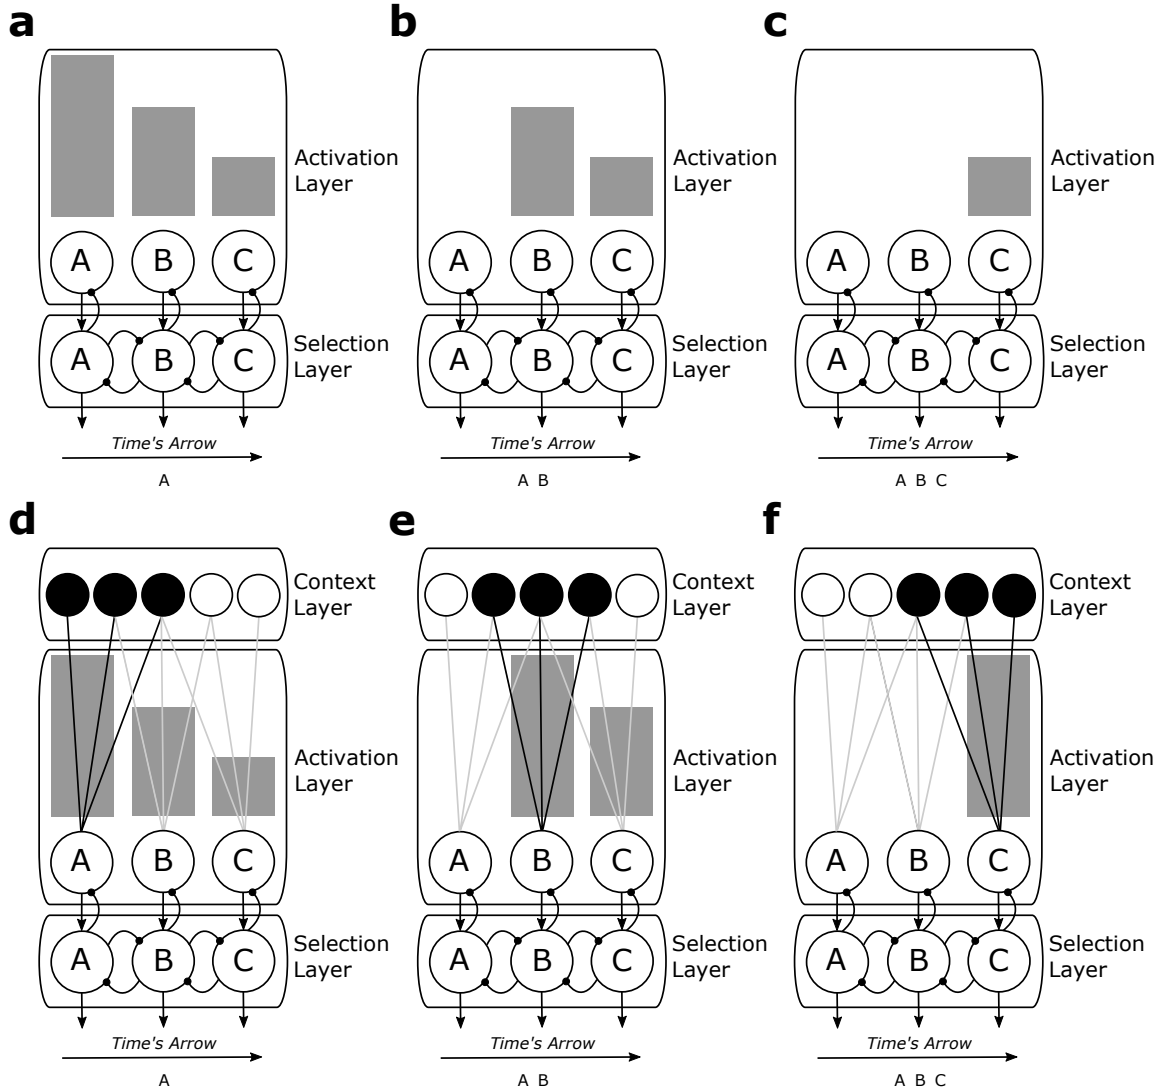 a
Activation
Layer
A B C
A B C
Selection
Layer
Time's Arrow
A
b
Activation
Layer
A B C
A B C
Selection
Layer
Time's Arrow
A B
c
Activation
Layer
A B C
A B C
Selection
Layer
Time's Arrow
A B C
d
Context
Layer
Activation
Layer
A B C
A B C
Selection
Layer
Time's Arrow
A
e
Context
Layer
Activation
Layer
A B C
A B C
Selection
Layer
Time's Arrow
A B
f
Context
Layer
Activation
Layer
A B C
A B C
Selection
Layer
Time's Arrow
A B C